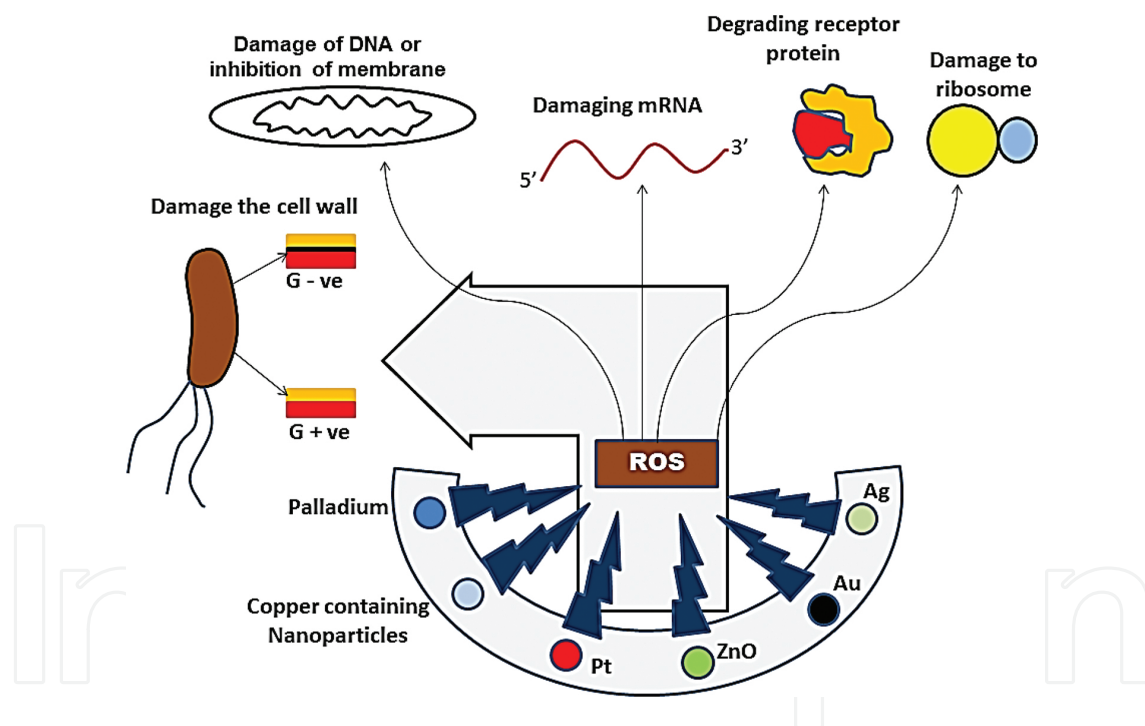 Damage of DNA or
inhibition of membrane
Degrading receptor
protein
Damage to
ribosome
Damaging mRNA
5’
3’
Damage the cell wall
G - ve
G + ve
ROS
Palladium
Ag
Copper containing
Nanoparticles
Au
Pt
ZnO